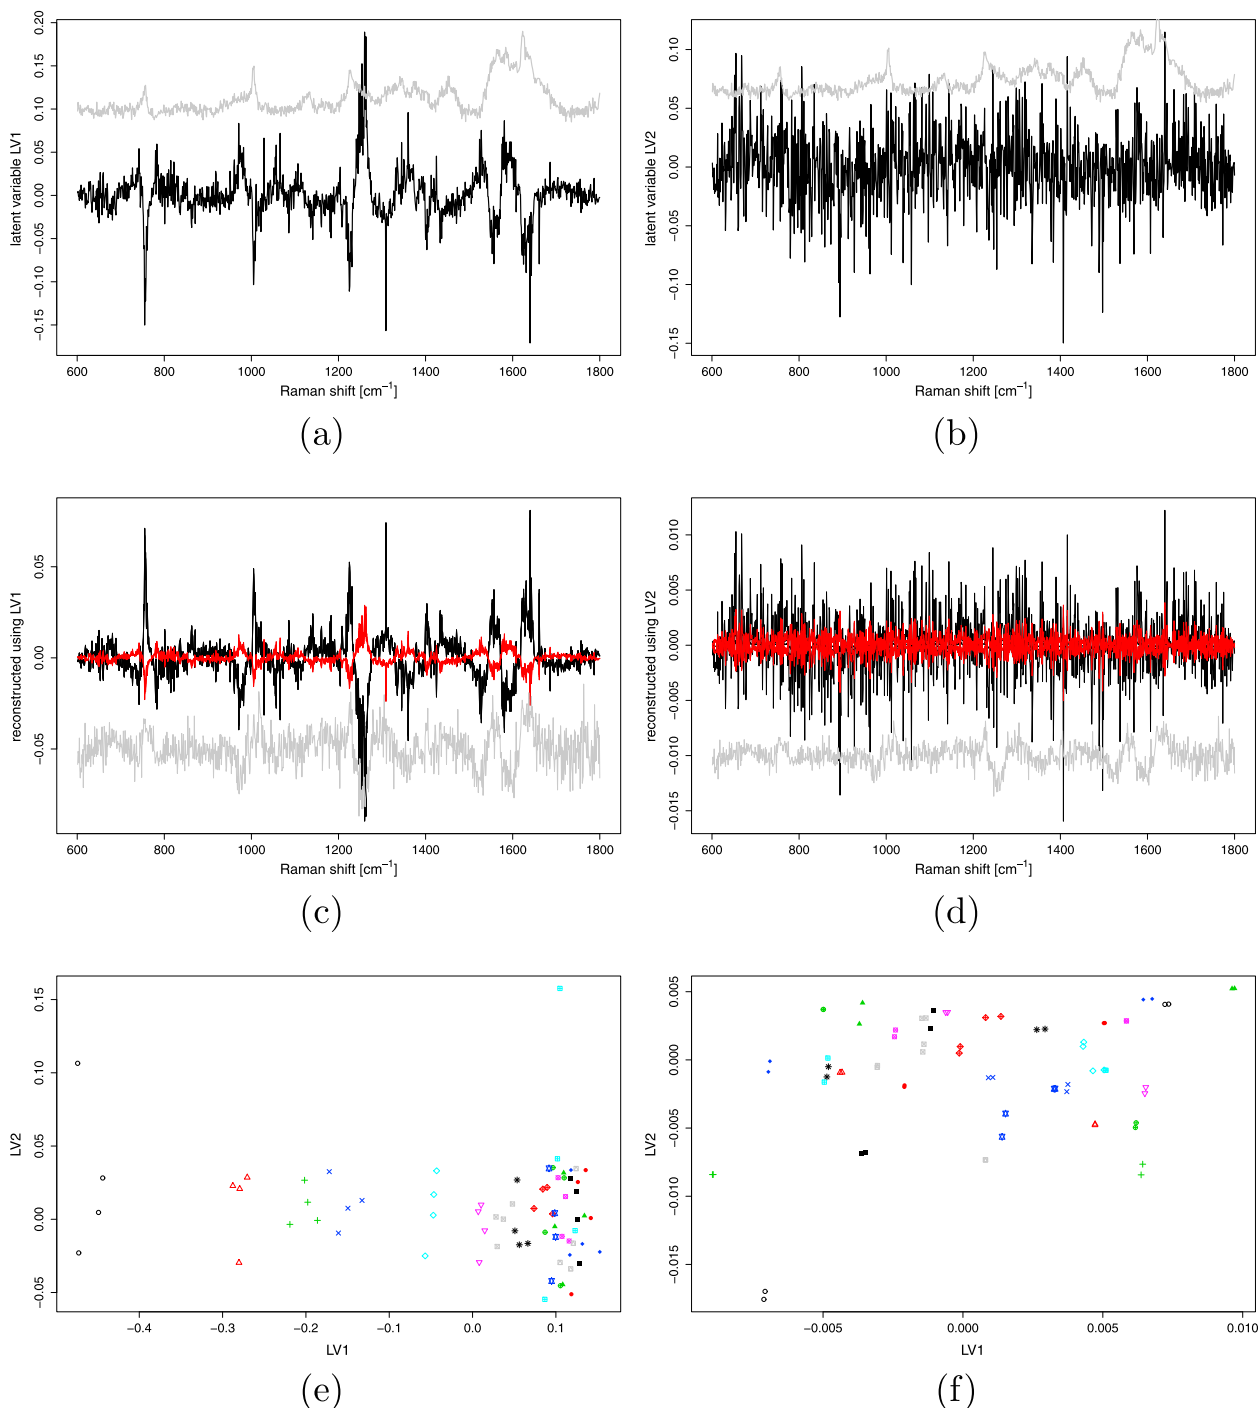 latent variable LV1
0.20
0.15
0.10
0.05
0.00
−0.05
−0.10
−0.15
600 800 1000 1200 1400 1600 1800
Raman shift [cm−1]
(a)
latent variable LV2
0.10
0.05
0.00
−0.05
−0.10
−0.15
600 800 1000 1200 1400 1600 1800
Raman shift [cm−1]
(b)
reconstructed using LV1
0.05
0.00
−0.05
600 800 1000 1200 1400 1600 1800
Raman shift [cm−1]
(c)
reconstructed using LV2
0.010
0.005
0.000
−0.005
−0.010
−0.015
600 800 1000 1200 1400 1600 1800
Raman shift [cm−1]
(d)
LV2
0.15
0.10
0.05
0.00
−0.05
−0.4 −0.3 −0.2 −0.1 0.0 0.1
LV1
(e)
LV2
0.005
0.000
−0.005
−0.010
−0.015
−0.005 0.000 0.005 0.010
LV1
(f)